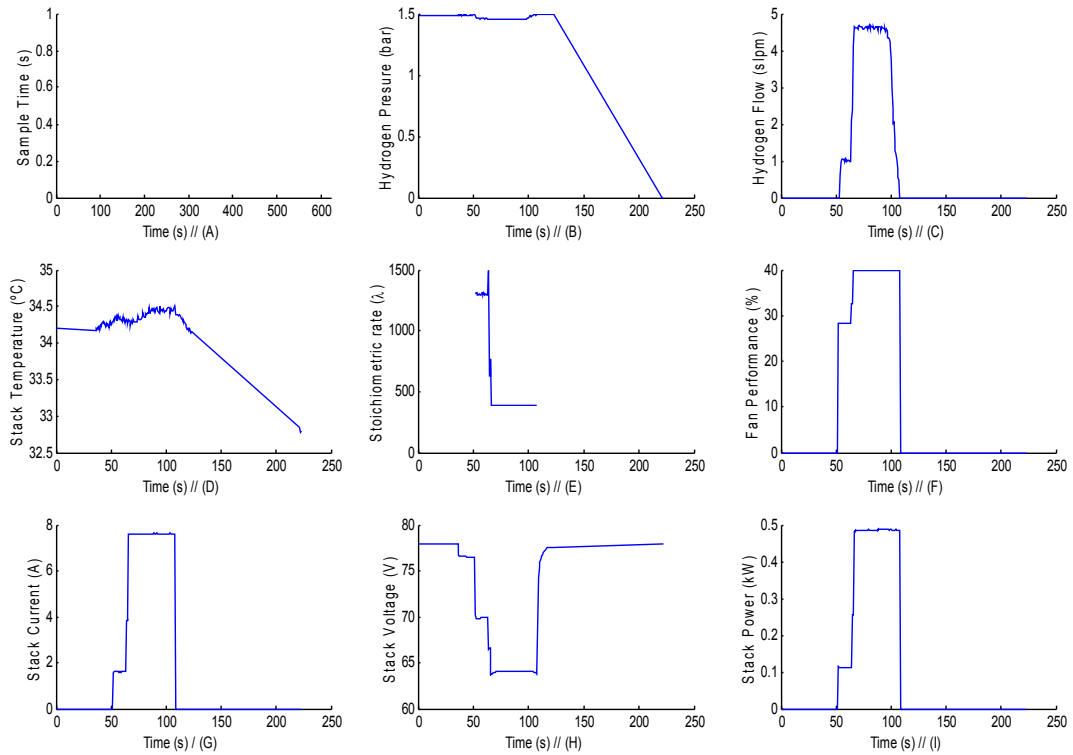 Sample Time (s)
1
0.8
0.6
0.4
0.2
0
0 100 200 300 400 500 600
Time (s) // (A)
Hydrogen Presure (bar)
1.5
1
0.5
0
0 50 100 150 200 250
Time (s) // (B)
Hydrogen Flow (slpm)
5
4
3
2
1
0
0 50 100 150 200 250
Time (s) // (C)
Stack Temperature (ºC)
35
34.5
34
33.5
33
32.5
0 50 100 150 200 250
Time (s) // (D)
Stoichiometric rate (λ)
1500
1000
500
0
0 50 100 150 200 250
Time (s) // (E)
Fan Performance (%)
40
30
20
10
0
0 50 100 150 200 250
Time (s) // (F)
Stack Current (A)
8
6
4
2
0
0 50 100 150 200 250
Time (s) / (G)
Stack Voltage (V)
80
75
70
65
60
0 50 100 150 200 250
Time (s) // (H)
Stack Power (kW)
0.5
0.4
0.3
0.2
0.1
0
0 50 100 150 200 250
Time (s) // (I)